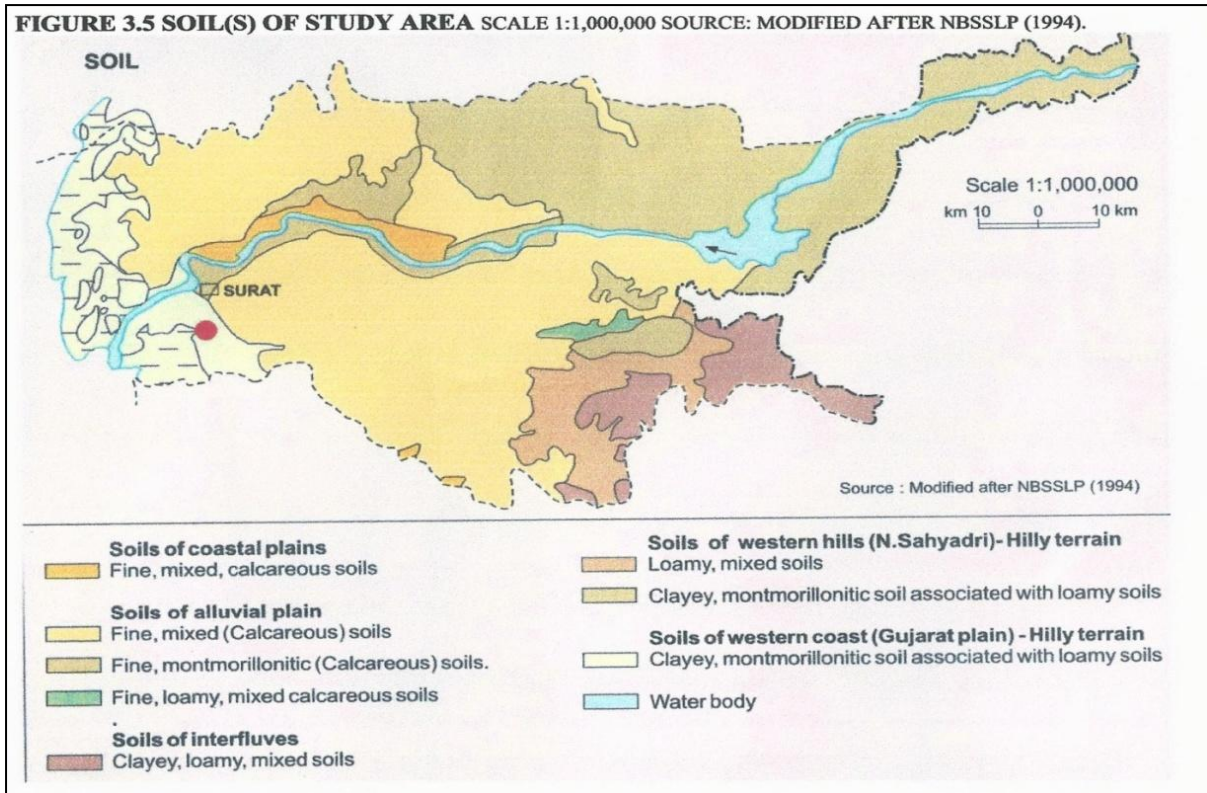 FIGURE 3.5 SOIL(S) OF STUDY AREA SCALE 1:1,000,000 SOURCE: MODIFIED AFTER NBSSLP (1994).
SOIL
Scale 1:1,000,000
km 10 0 10 km
SURAT
Source : Modified after NBSSLP (1994)
Soils of coastal plains
Fine, mixed, calcareous soils
Soils of alluvial plain
Fine, mixed (Calcareous) soils
Fine, montmorillonitic (Calcareous) soils.
Fine, loamy, mixed calcareous soils
Soils of interfluves
Clayey, loamy, mixed soils
Soils of western hills (N.Sahyadri)- Hilly terrain
Loamy, mixed soils
Clayey, montmorillonitic soil associated with loamy soils
Soils of western coast (Gujarat plain) - Hilly terrain
Clayey, montmorillonitic soil associated with loamy soils
Water body